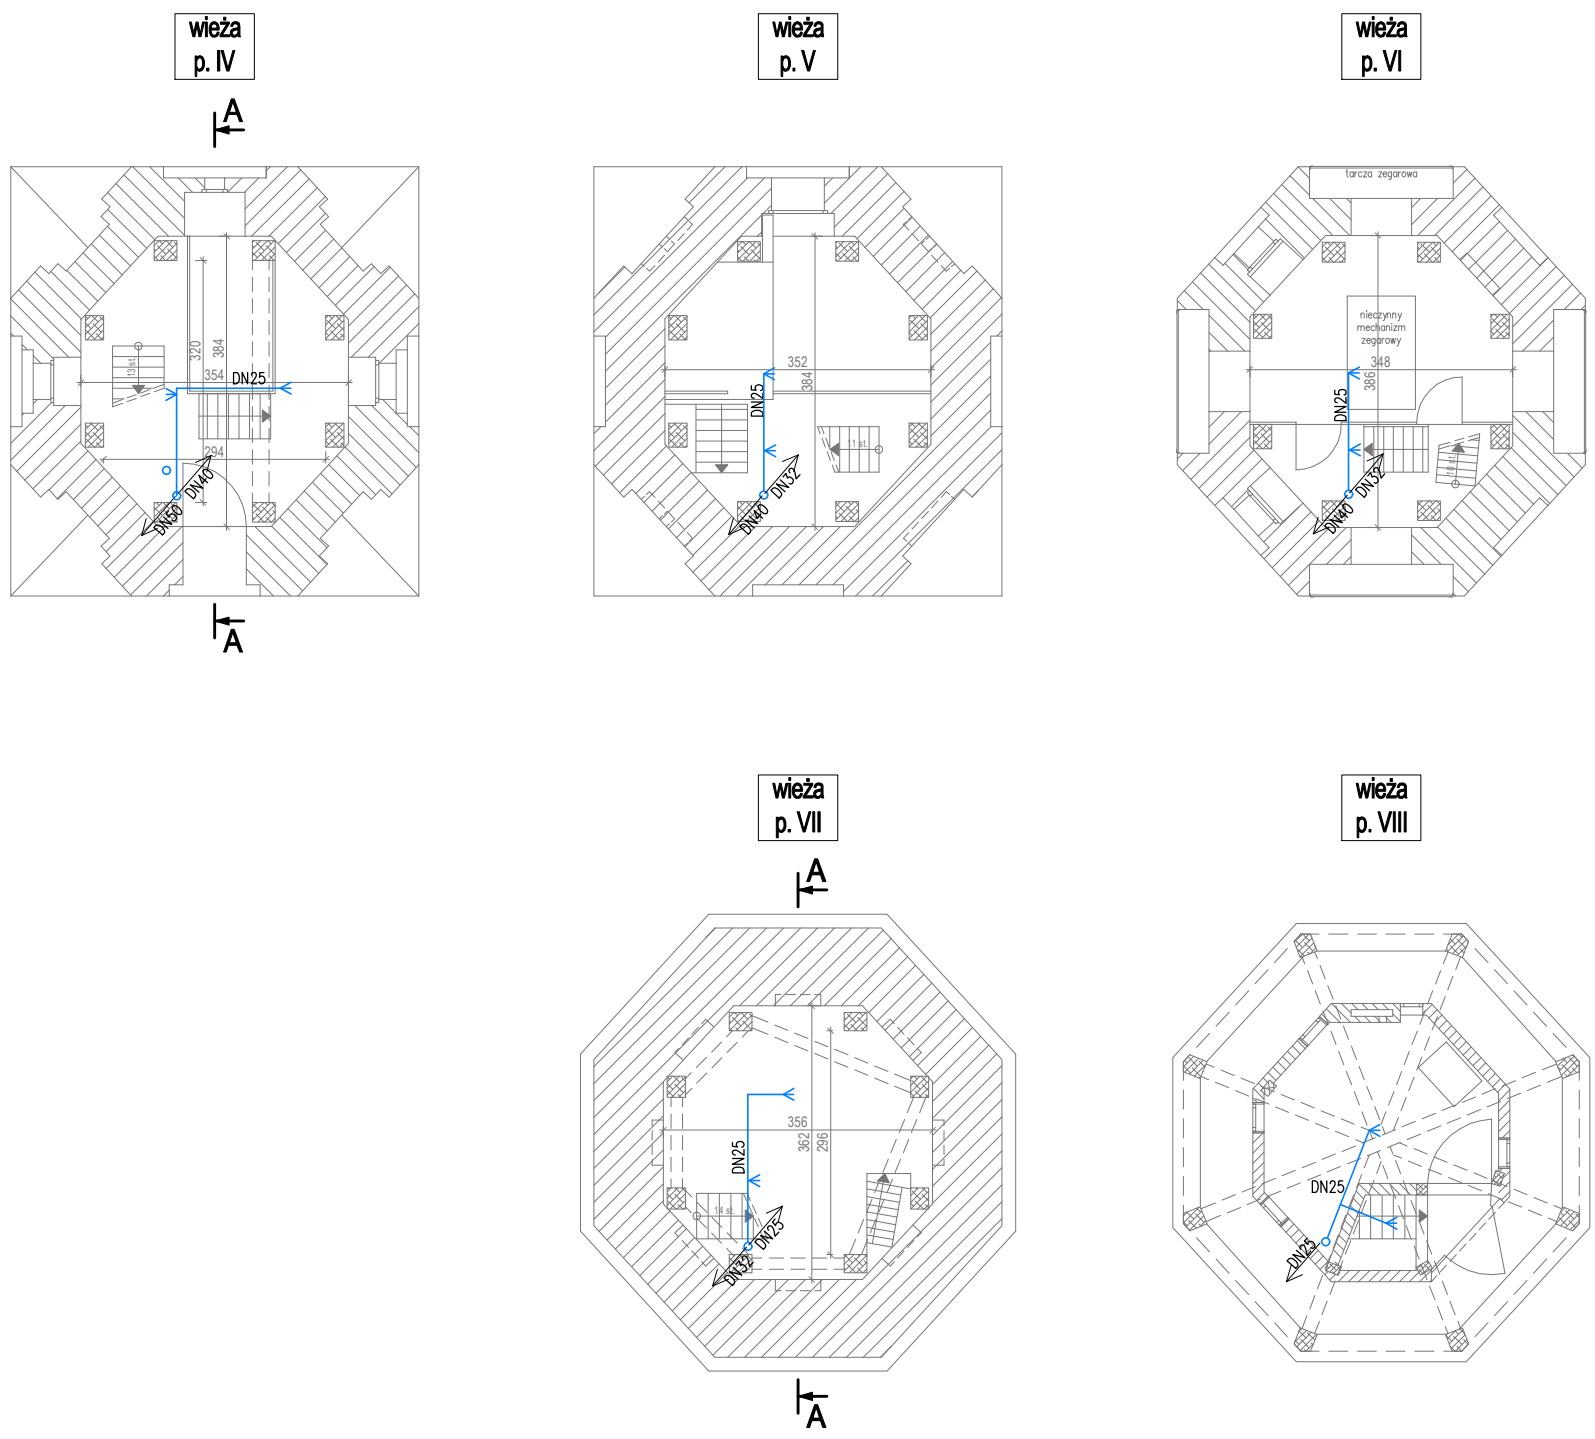 wieża
p. IV
wieża
p. V
wieża
p. VI
A
13 st.
320
384
354
DN25
294
DN40
DN50
A
352
384
DN25
11 st.
DN32
DN40
tarcza zegarowa
nieczynny
mechanizm
zegarowy
348
386
DN25
10 st.
DN32
DN40
wieża
p. VII
wieża
p. VIII
A
356
362
296
DN25
14 st.
DN25
DN32
A
DN25
DN25